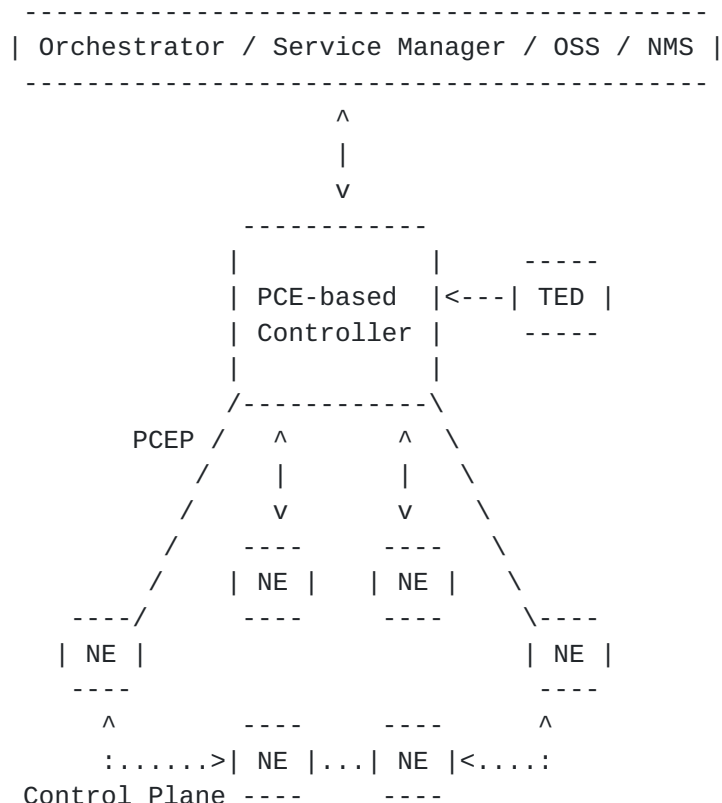 Orchestrator / Service Manager / OSS / NMS
PCE-based
TED
Controller
PCEP
NE NE
NE NE
NE NE
Control Plane